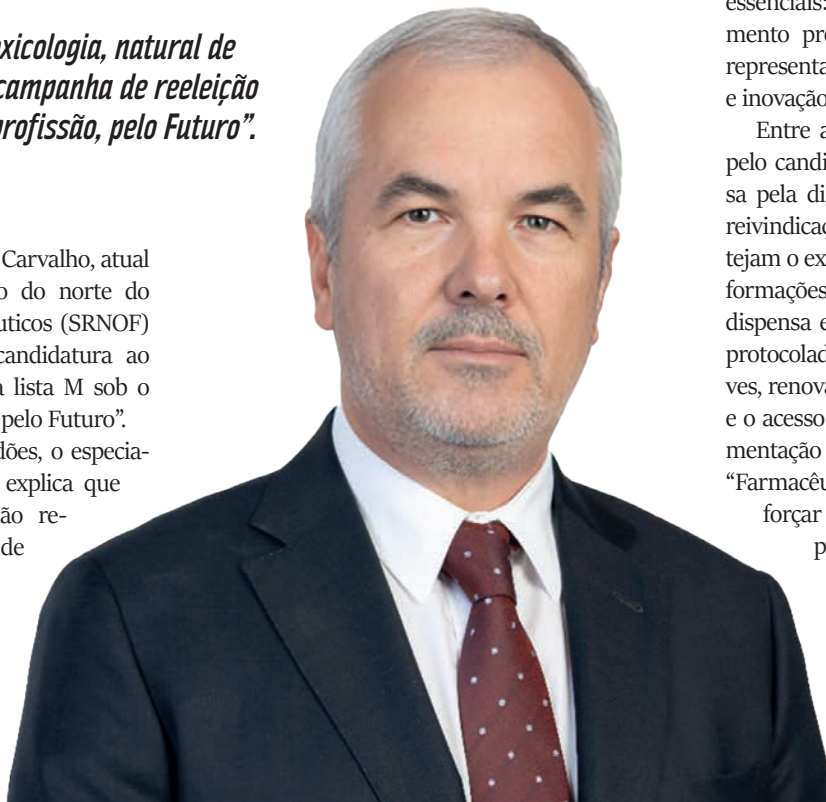 xicologia, natural de
campanha de reeleição
rofissão, pelo Futuro”.
Carvalho, atual
o do norte do
uticos (SRNOF)
candidatura ao
a lista M sob o
pelo Futuro”.
dões, o especia-
explica que
ão re-
de
essenciais:
mento pro
representa
e inovação
Entre a
pelo candi
sa pela di
reivindicaç
tejam o ex
formações
dispensa e
protocolad
ves, renova
e o acesso
mentação
“Farmacêu
forçar
p